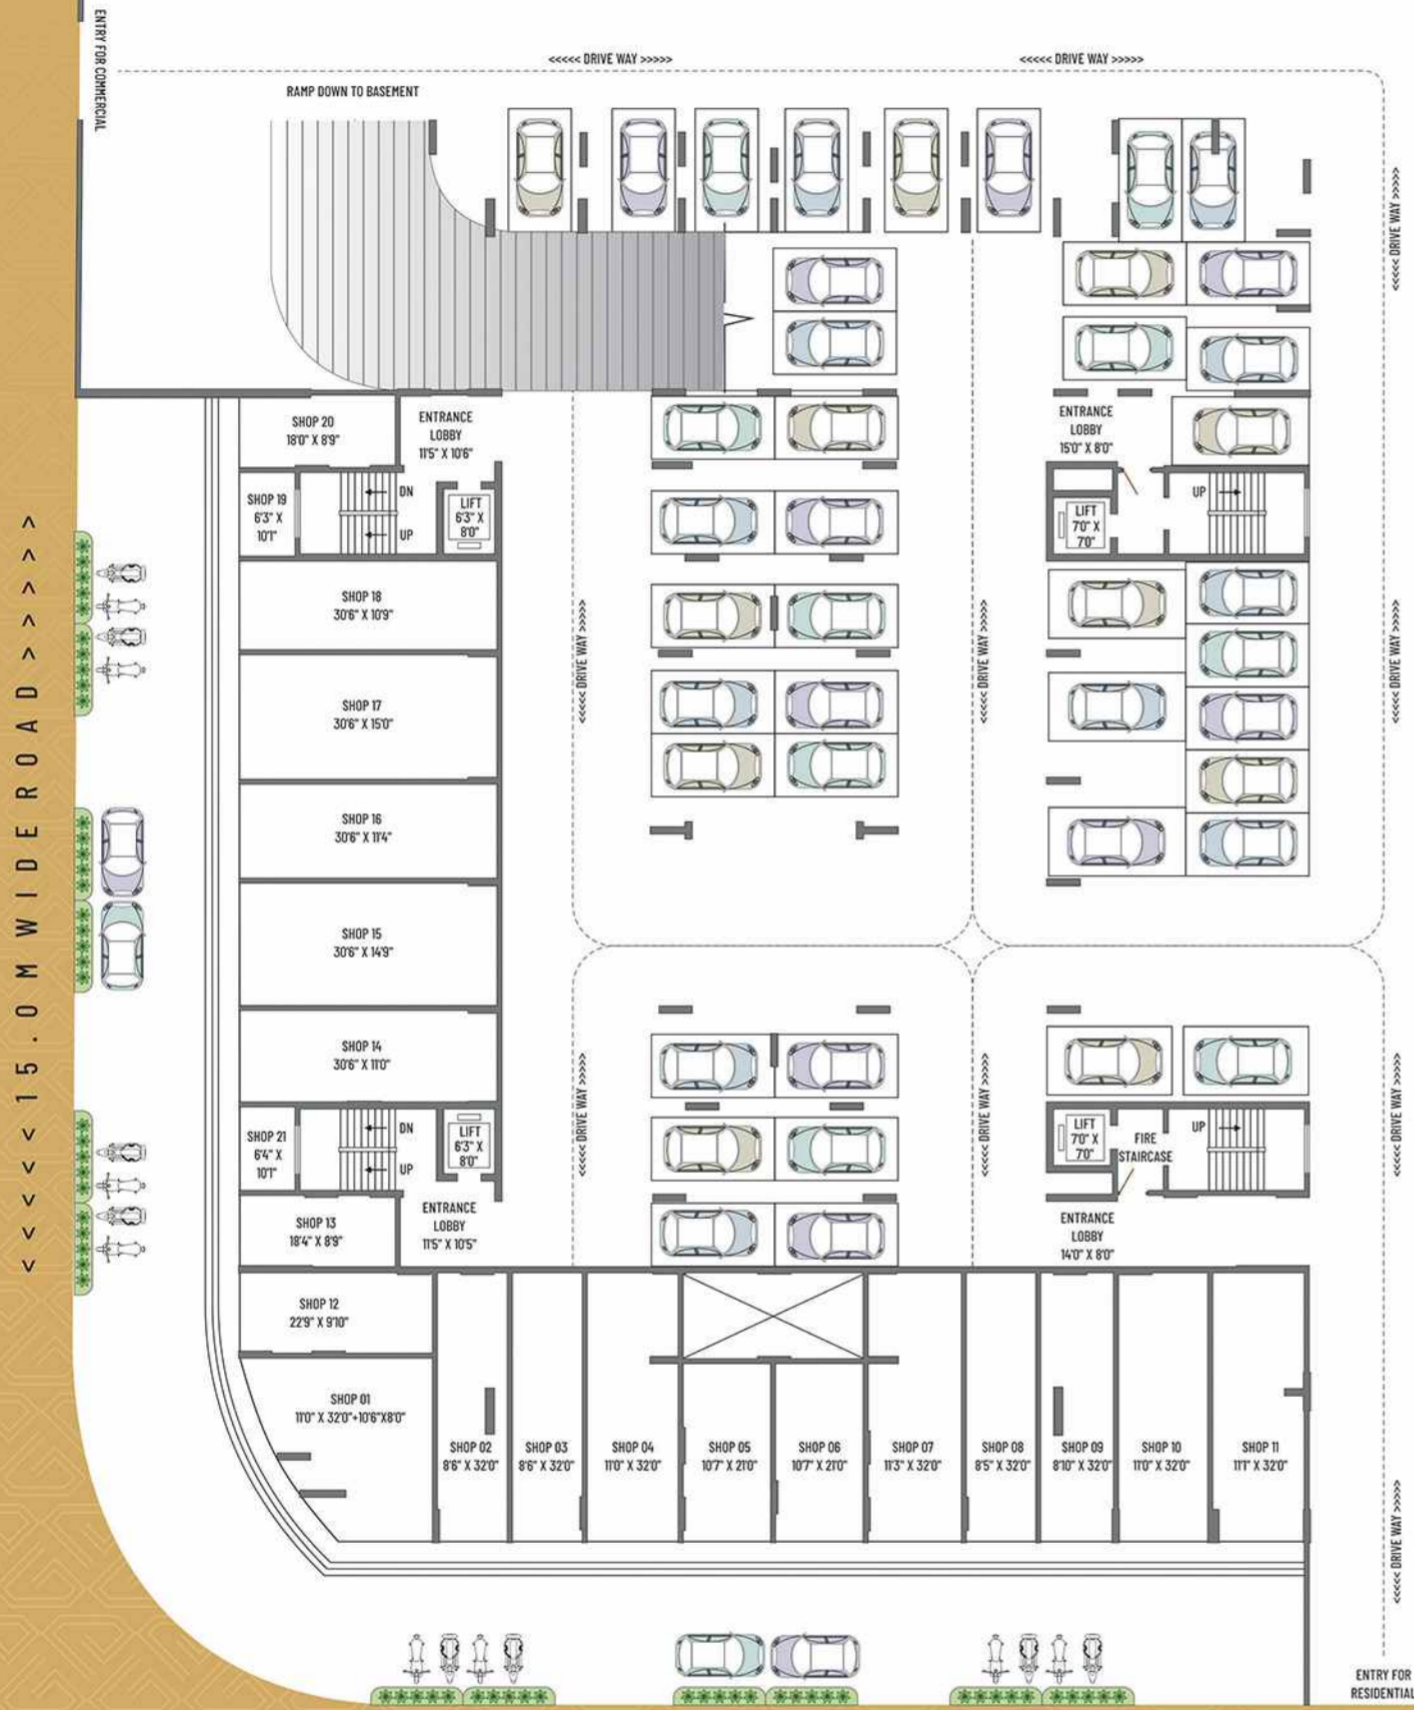 ENTRY FOR COMMERCIAL
<<<<< DRIVE WAY >>>>>
<<<<< DRIVE WAY >>>>>
RAMP DOWN TO BASEMENT
<<<<< DRIVE WAY >>>>>
SHOP 20
18'0" X 8'9"
ENTRANCE
LOBBY
11'5" X 10'6"
ENTRANCE
LOBBY
15'0" X 8'0"
SHOP 19
6'3" X
10'1"
DN
UP
LIFT
6'3" X
8'0"
LIFT
7'0" X
7'0"
UP
SHOP 18
30'6" X 10'9"
<<<<< DRIVE WAY >>>>>
<<<<< DRIVE WAY >>>>>
<<<<< DRIVE WAY >>>>>
SHOP 17
30'6" X 15'0"
SHOP 16
30'6" X 11'4"
<<<<<< 15.0 M WIDE ROAD >>>>>>
SHOP 15
30'6" X 14'9"
SHOP 14
30'6" X 11'0"
<<<<< DRIVE WAY >>>>>
<<<<< DRIVE WAY >>>>>
<<<<< DRIVE WAY >>>>>
SHOP 21
6'4" X
10'1"
DN
UP
LIFT
6'3" X
8'0"
LIFT
7'0" X
7'0"
FIRE
STAIRCASE
UP
SHOP 13
18'4" X 8'9"
ENTRANCE
LOBBY
11'5" X 10'5"
ENTRANCE
LOBBY
14'0" X 8'0"
SHOP 12
22'9" X 9'10"
SHOP 01
11'0" X 32'0"+10'6"X8'0"
SHOP 02
8'6" X 32'0"
SHOP 03
8'6" X 32'0"
SHOP 04
11'0" X 32'0"
SHOP 05
10'7" X 21'0"
SHOP 06
10'7" X 21'0"
SHOP 07
11'3" X 32'0"
SHOP 08
8'5" X 32'0"
SHOP 09
8'10" X 32'0"
SHOP 10
11'0" X 32'0"
SHOP 11
11'1" X 32'0"
<<<<< DRIVE WAY >>>>>
ENTRY FOR
RESIDENTIAL